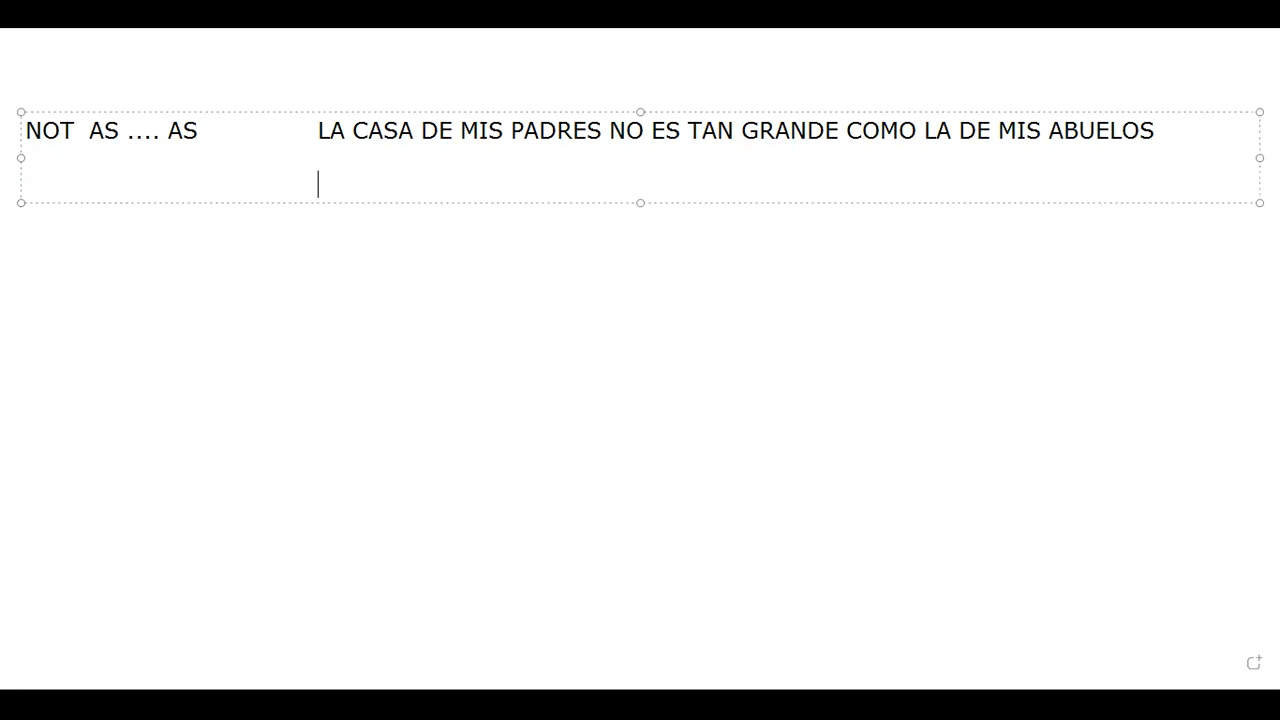 NOT  AS .... AS LA CASA DE MIS PADRES NO ES TAN GRANDE COMO LA DE MIS ABUELOS